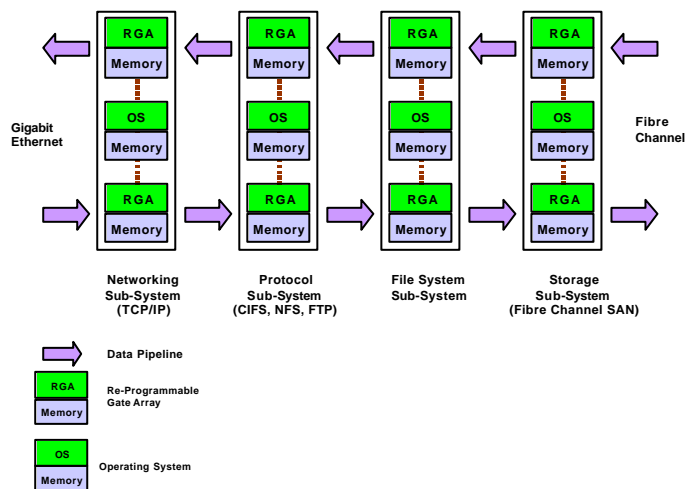 RGA
RGA
RGA
RGA
Memory
Memory
Memory
Memory
Gigabit
Ethernet
OS
OS
OS
OS
Fibre
Channel
Memory
Memory
Memory
Memory
RGA
RGA
RGA
RGA
Memory
Memory
Memory
Memory
Networking
Sub-System
(TCP/IP)
Protocol
Sub-System
(CIFS, NFS, FTP)
File System
Sub-System
Storage
Sub-System
(Fibre Channel SAN)
Data Pipeline
RGA
Memory
Re-Programmable
Gate Array
OS
Memory
Operating System